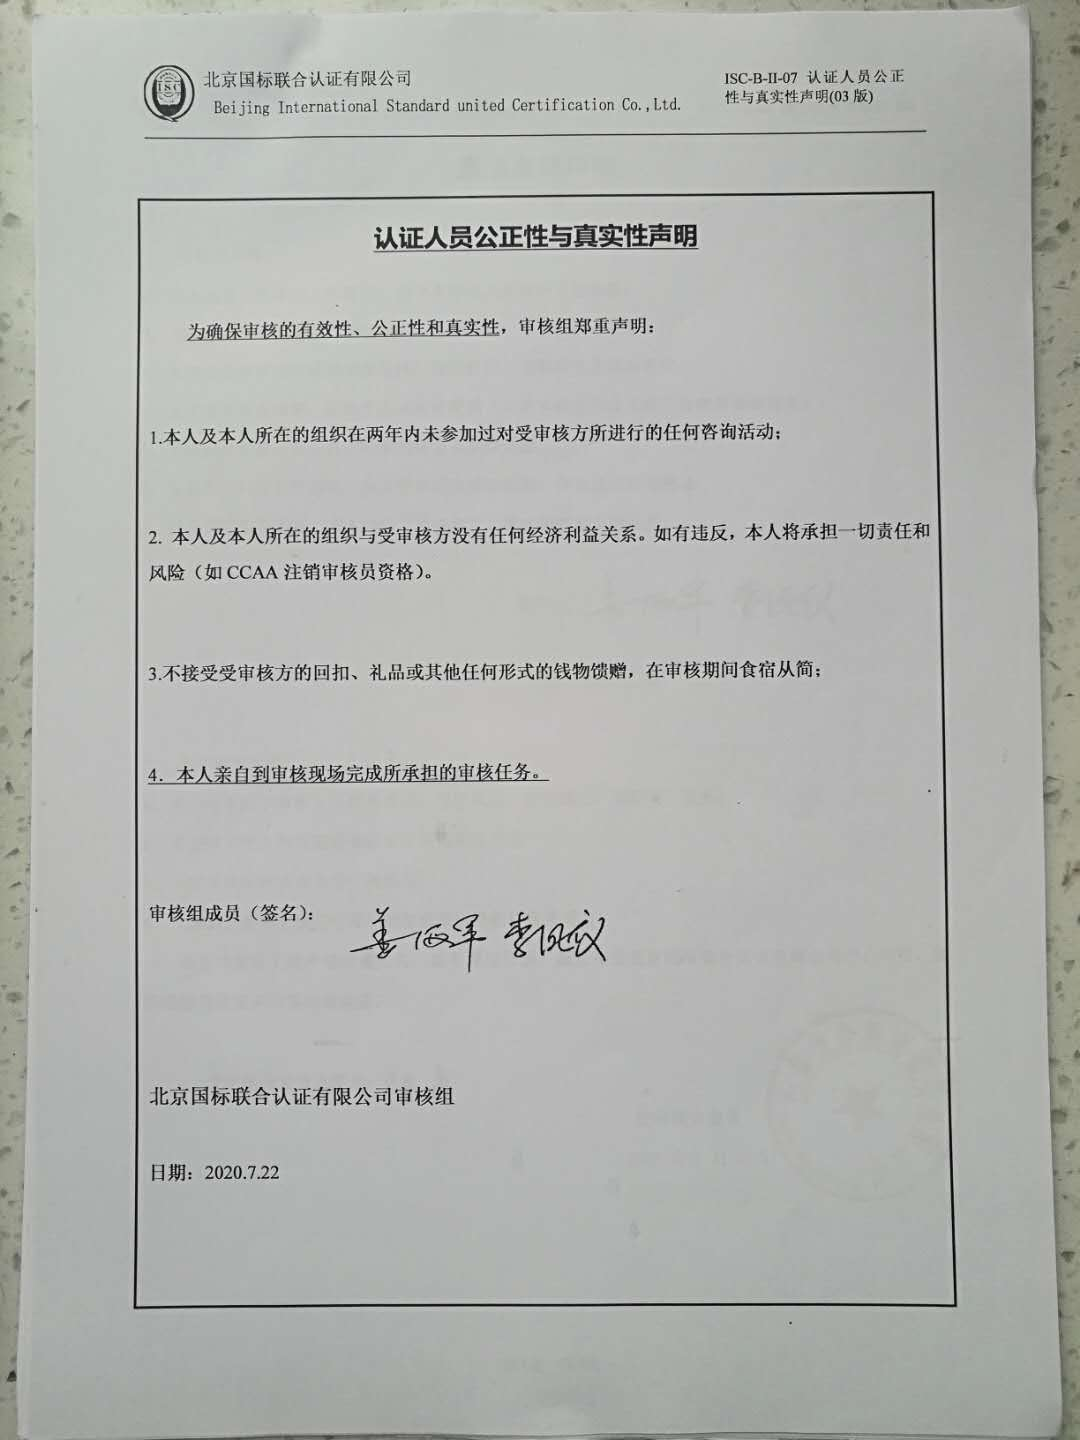 北京国标联合认证有限公司
Beijing International Standard united Certification Co.,Ltd.
ISC-B-II-07 认证人员公正
性与真实性声明(03 版)
ISC
认证人员公正性与真实性声明
为确保审核的有效性、公正性和真实性，审核组郑重声明：
1.本人及本人所在的组织在两年内未参加过对受审核方所进行的任何咨询活动；
2. 本人及本人所在的组织与受审核方没有任何经济利益关系。如有违反，本人将承担一切责任和
风险（如 CCAA 注销审核员资格）。
3.不接受受审核方的回扣、礼品或其他任何形式的钱物馈赠，在审核期间食宿从简；
4．本人亲自到审核现场完成所承担的审核任务。
审核组成员（签名）：
姜海军 李凤仪
北京国标联合认证有限公司审核组
日期：2020.7.22